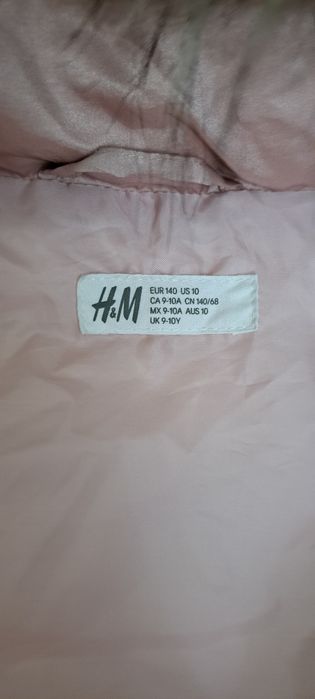 H&M
EUR 140 US 10
CA 9-10A CN 140/68
MX 9-10A AUS 10
UK 9-10Y